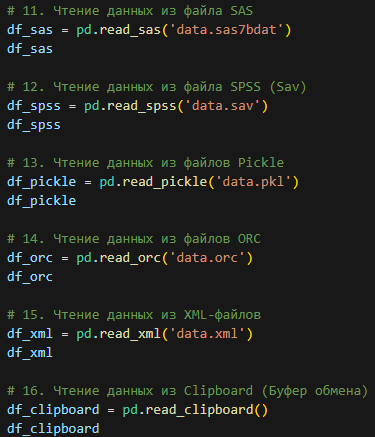 # 11. Чтение данных из файла SAS
df_sas = pd.read_sas('data.sas7bdat')
df_sas
# 12. Чтение данных из файла SPSS (Sav)
df_spss = pd.read_spss('data.sav')
df_spss
# 13. Чтение данных из файлов Pickle
df_pickle = pd.read_pickle('data.pkl')
df_pickle
# 14. Чтение данных из файлов ORC
df_orc = pd.read_orc('data.orc')
df_orc
# 15. Чтение данных из XML-файлов
df_xml = pd.read_xml('data.xml')
df_xml
# 16. Чтение данных из Clipboard (Буфер обмена)
df_clipboard = pd.read_clipboard()
df_clipboard